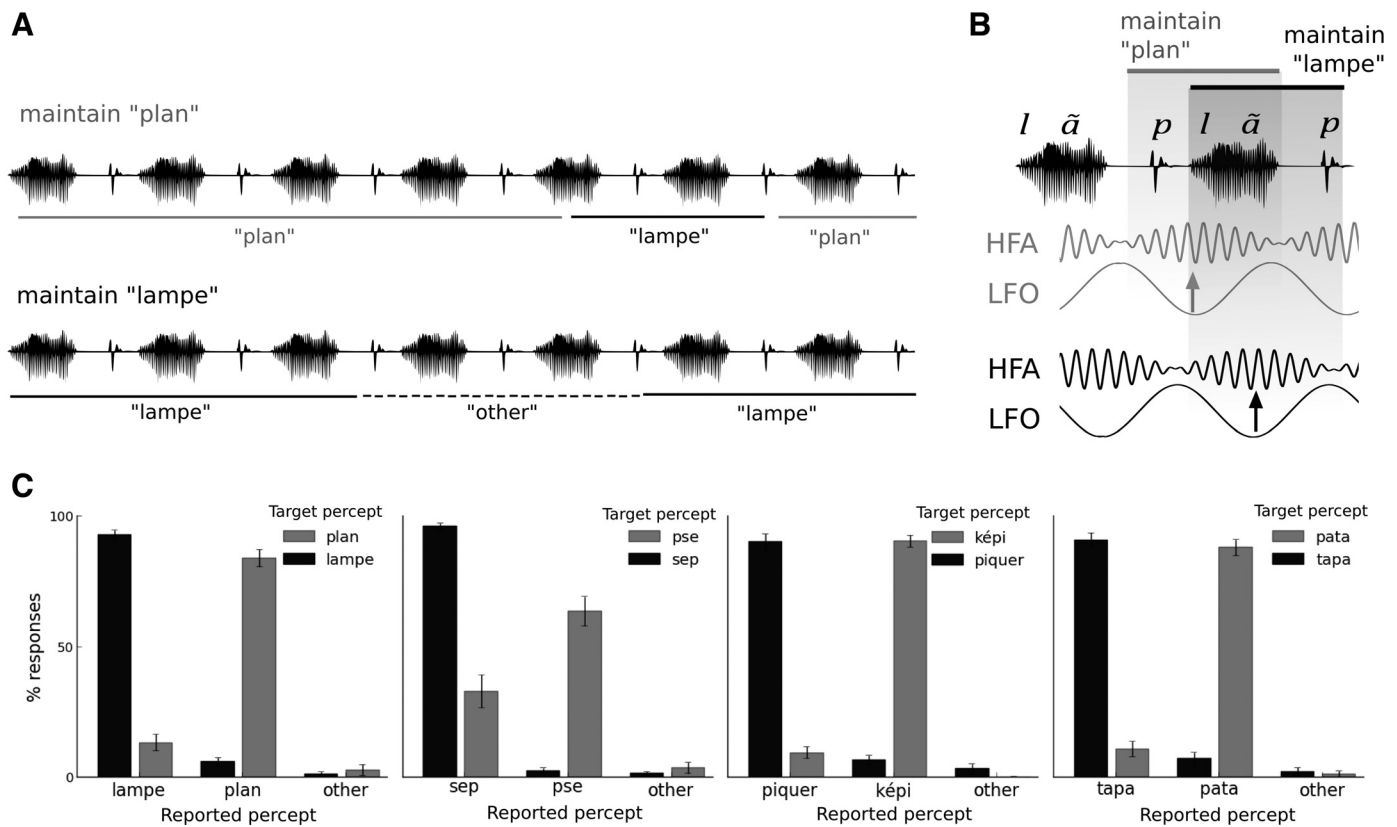 A
maintain "plan"
"plan"
"lampe"
"plan"
maintain "lampe"
"lampe"
"other"
"lampe"
B
maintain
"plan"
maintain
"lampe"
l ã p l ã p
HFA
LFO
HFA
LFO
C
% responses
100
50
0
Target percept
plan
lampe
lampe plan other
Reported percept
Target percept
pse
sep
sep pse other
Reported percept
Target percept
képi
piquer
piquer képi other
Reported percept
Target percept
pata
tapa
tapa pata other
Reported percept